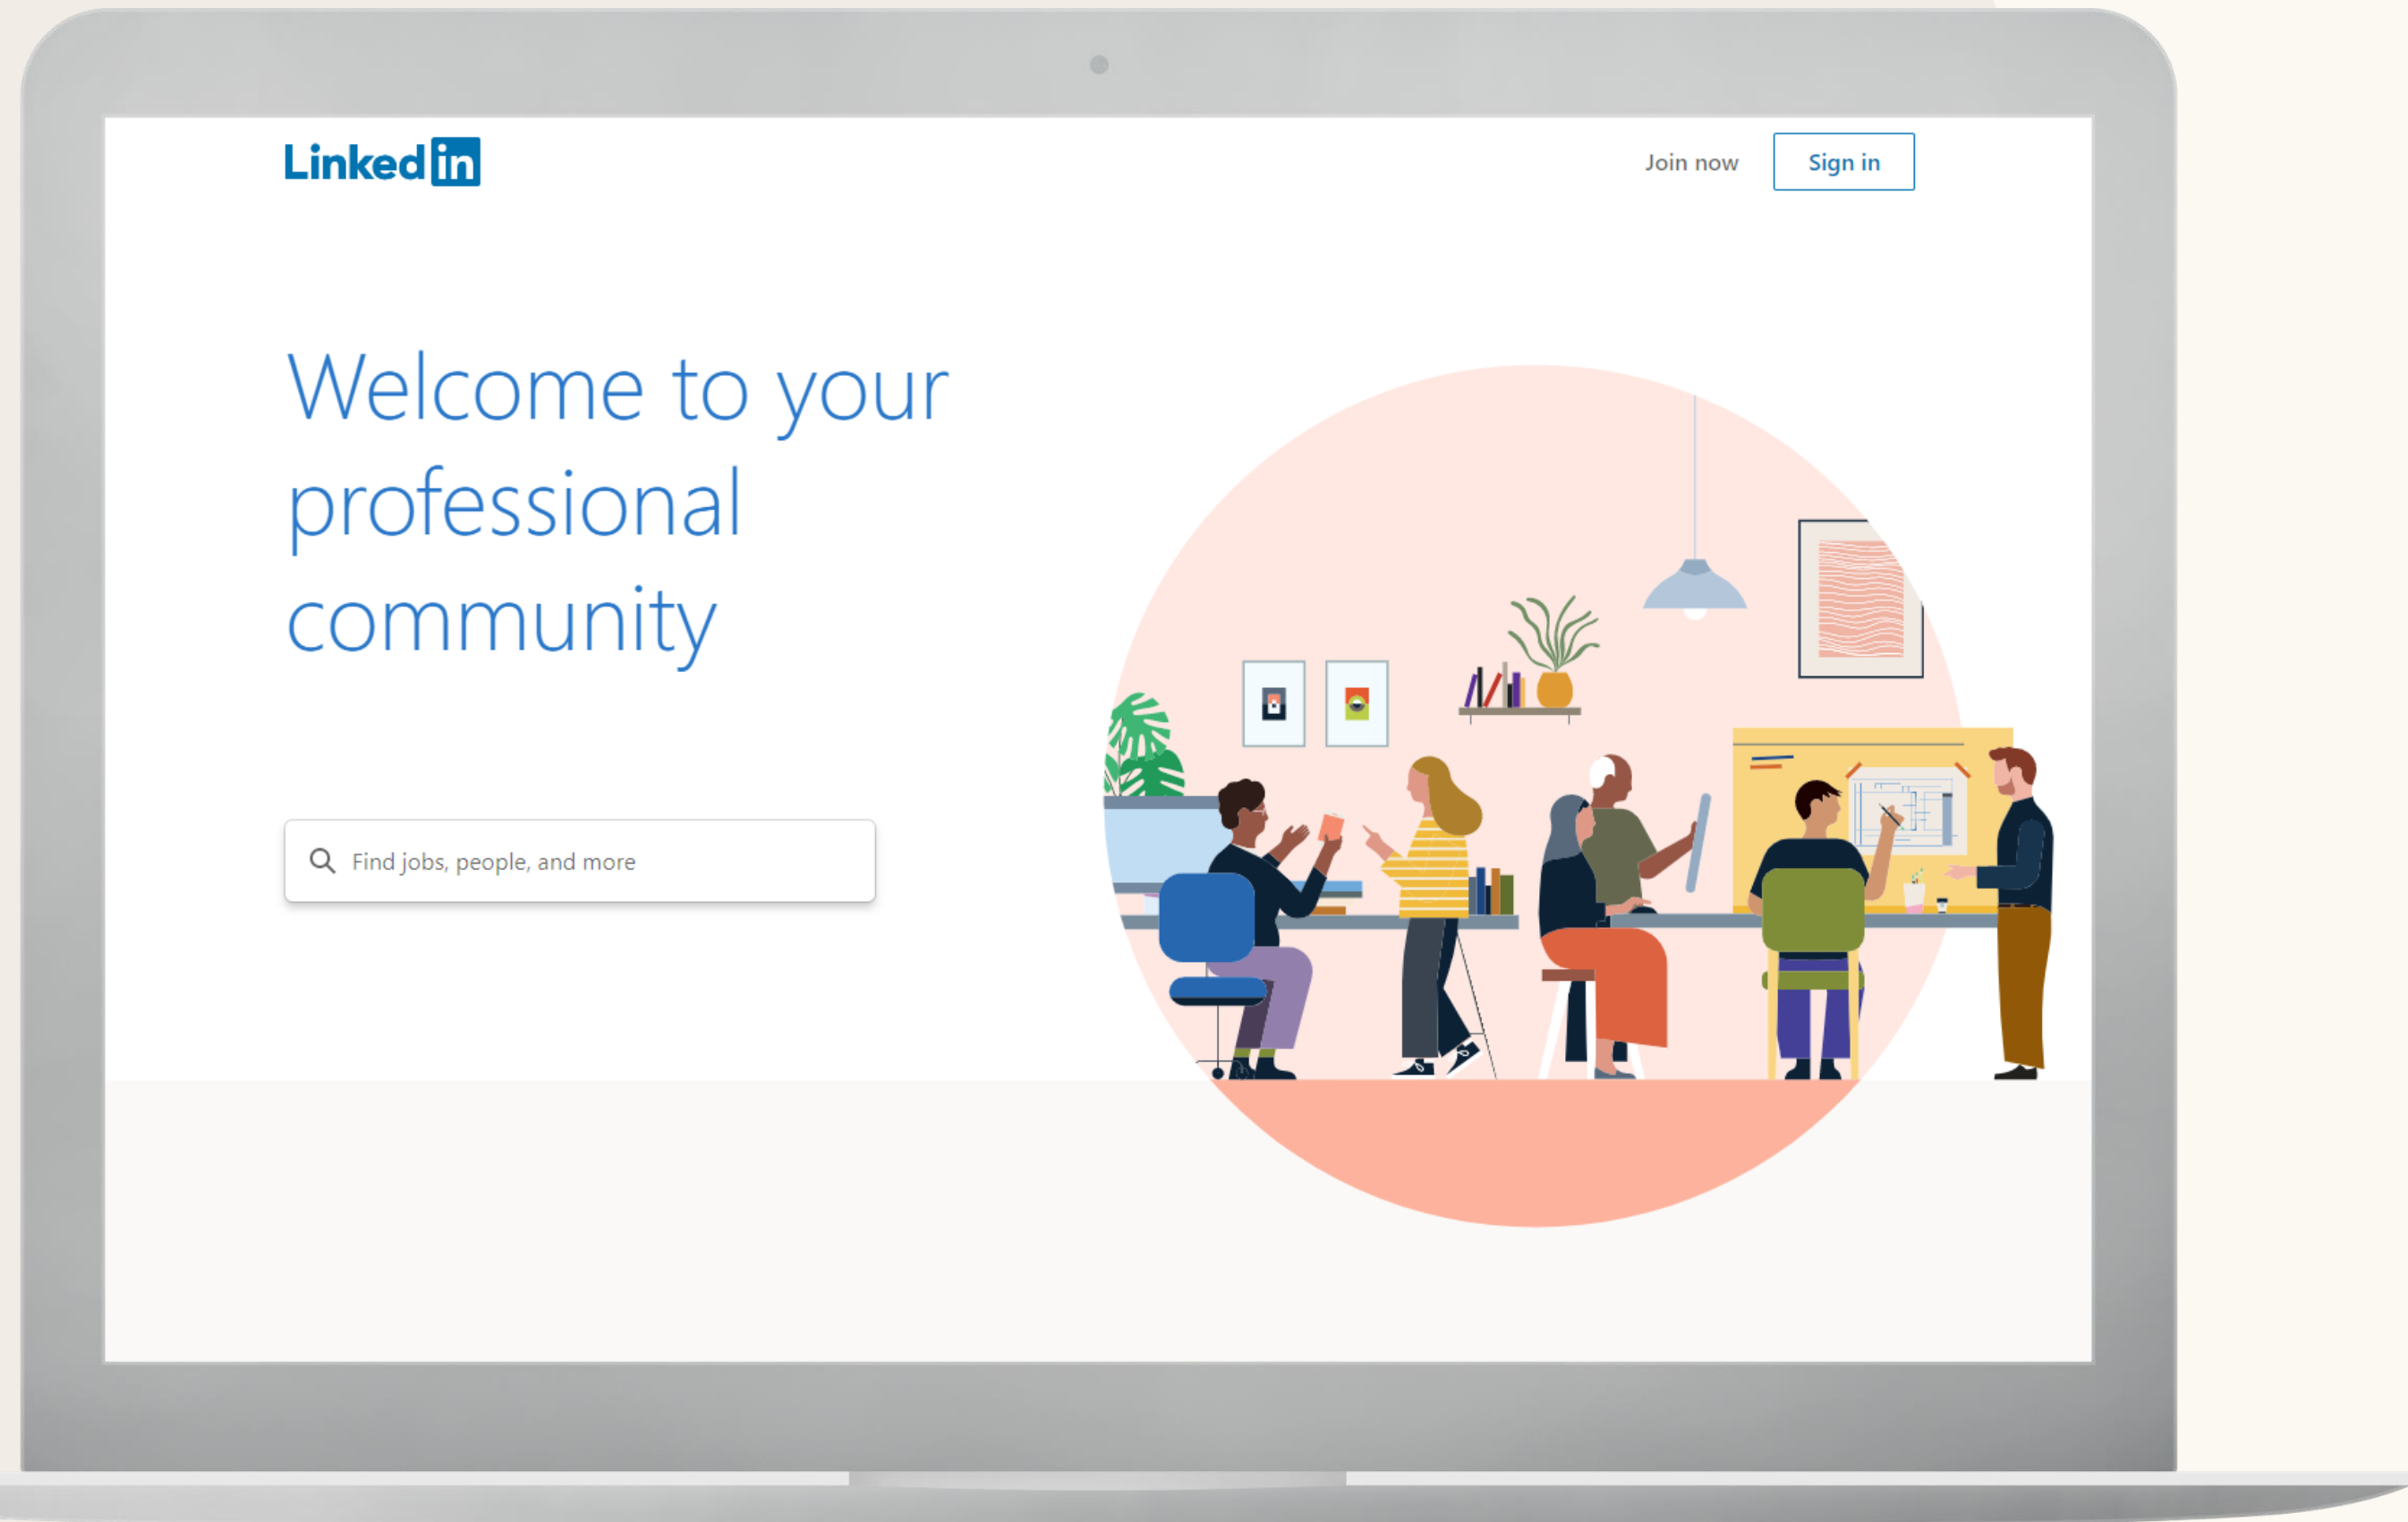 LinkedIn
Join now
Sign in
Welcome to your
professional
community
Find jobs, people, and more